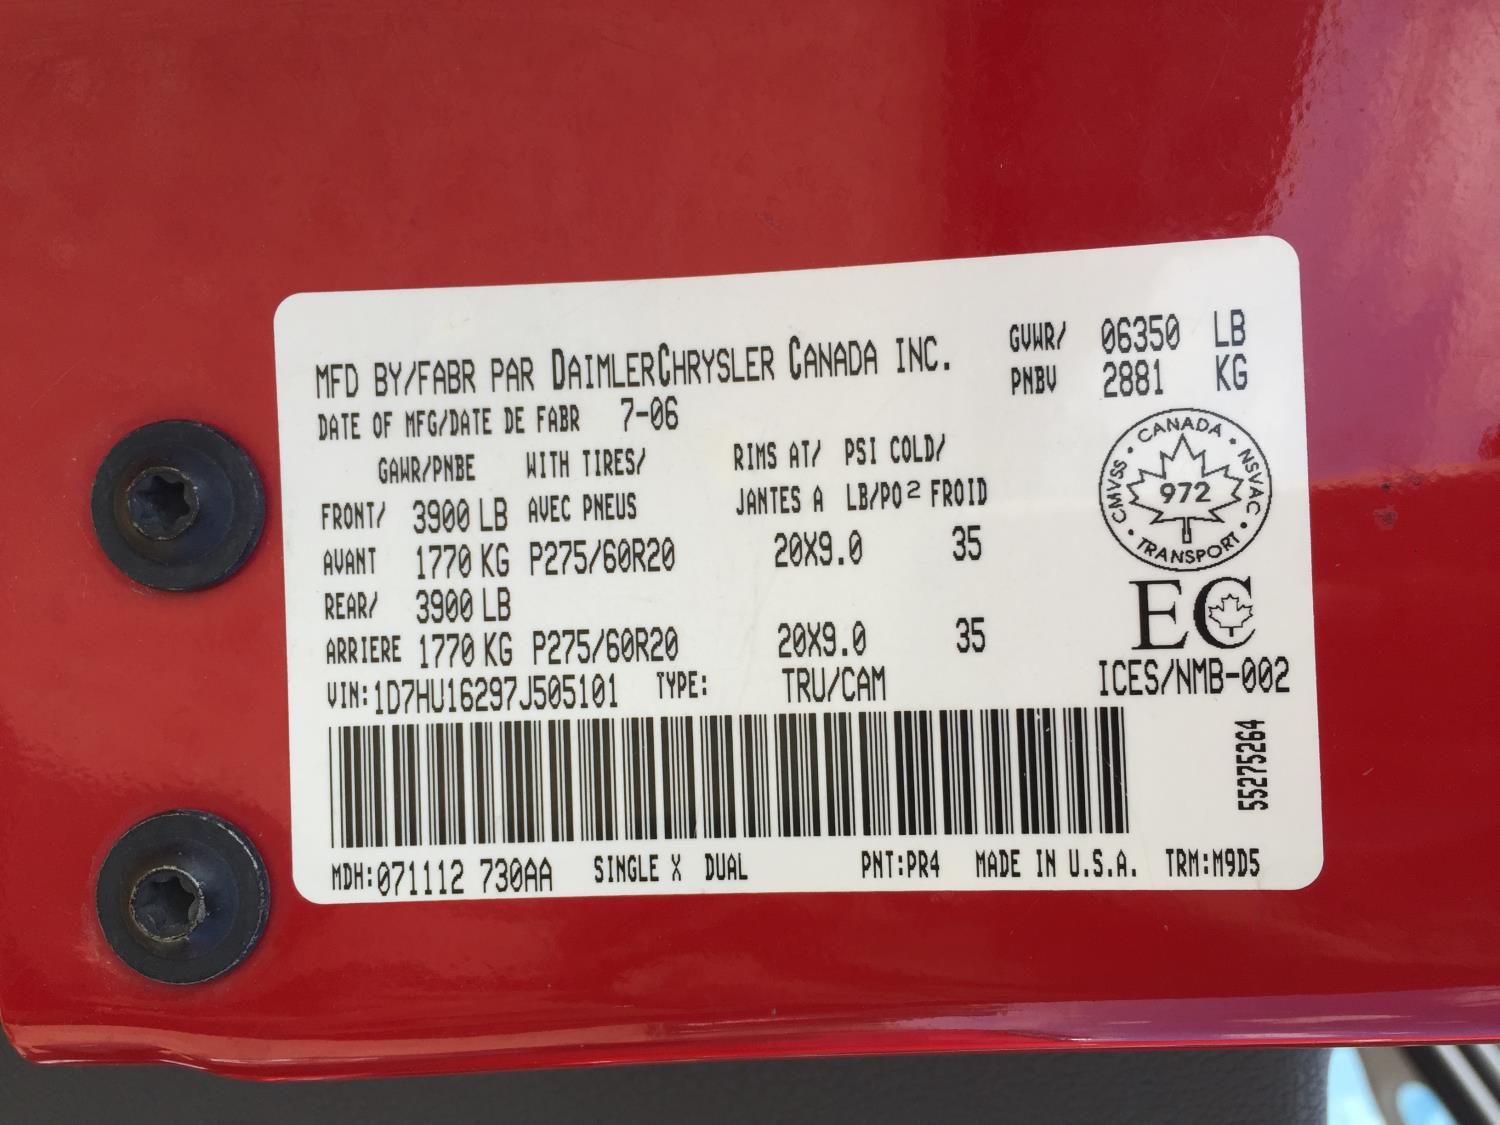 MFD BY/FABR PAR DAIMLERCHRYSLER CANADA INC.
GVWR/ 06350 LB
PNBV 2881 KG
DATE OF MFG/DATE DE FABR 7-06
GAWR/PNBE WITH TIRES/ RIMS AT/ PSI COLD/
FRONT/ 3900 LB AVEC PNEUS JANTES A LB/PO² FROID
AVANT 1770 KG P275/60R20 20X9.0 35
REAR/ 3900 LB
ARRIERE 1770 KG P275/60R20 20X9.0 35
VIN: 1D7HU16297J505101 TYPE: TRU/CAM
CANADA • NSVAC • TRANSPORT • CMVSS •
972
EC
ICES/NMB-002
55275264
MDH: 071112 730AA SINGLE X DUAL PNT: PR4 MADE IN U.S.A. TRM: M9D5